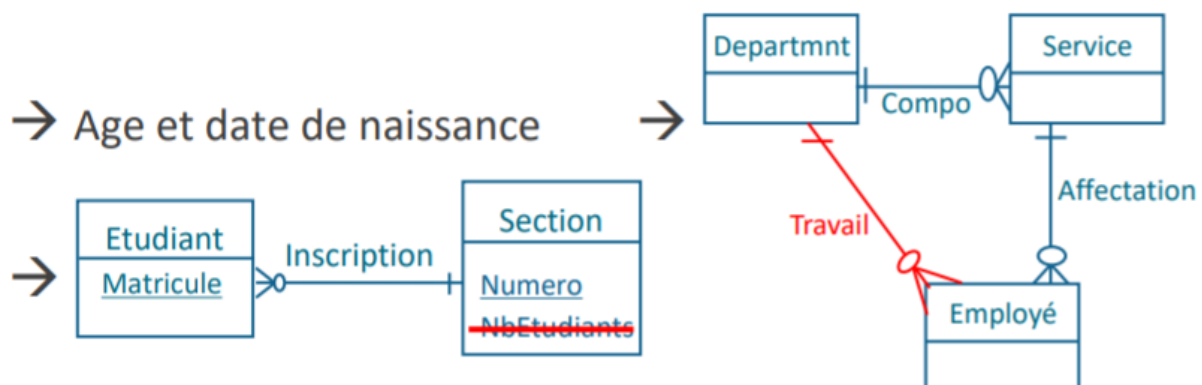 → Age et date de naissance
→
Etudiant
Matricule
Inscription
Section
Numero
NbEtudiants
→
Departmnt
Compo
Service
Travail
Affectation
Employé